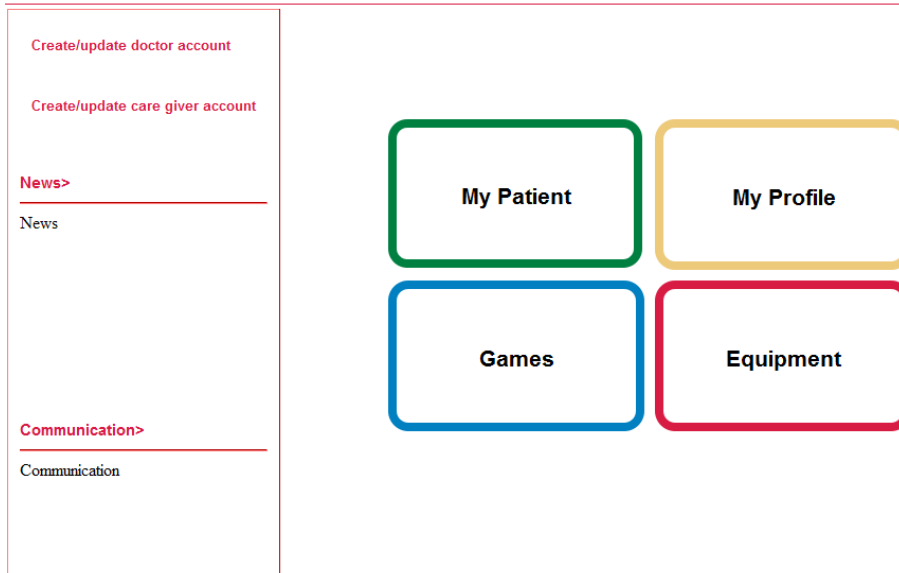 Create/update doctor account
Create/update care giver account
News>
News
Communication>
Communication
My Patient
My Profile
Games
Equipment